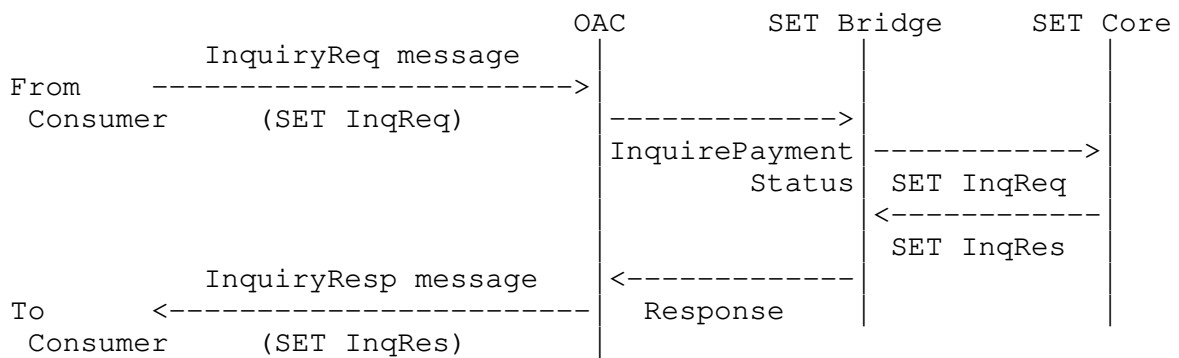 OAC SET Bridge SET Core
InquiryReq message
From
Consumer (SET InqReq)
InquirePayment
Status SET InqReq
SET InqRes
InquiryResp message
To Response
Consumer (SET InqRes)